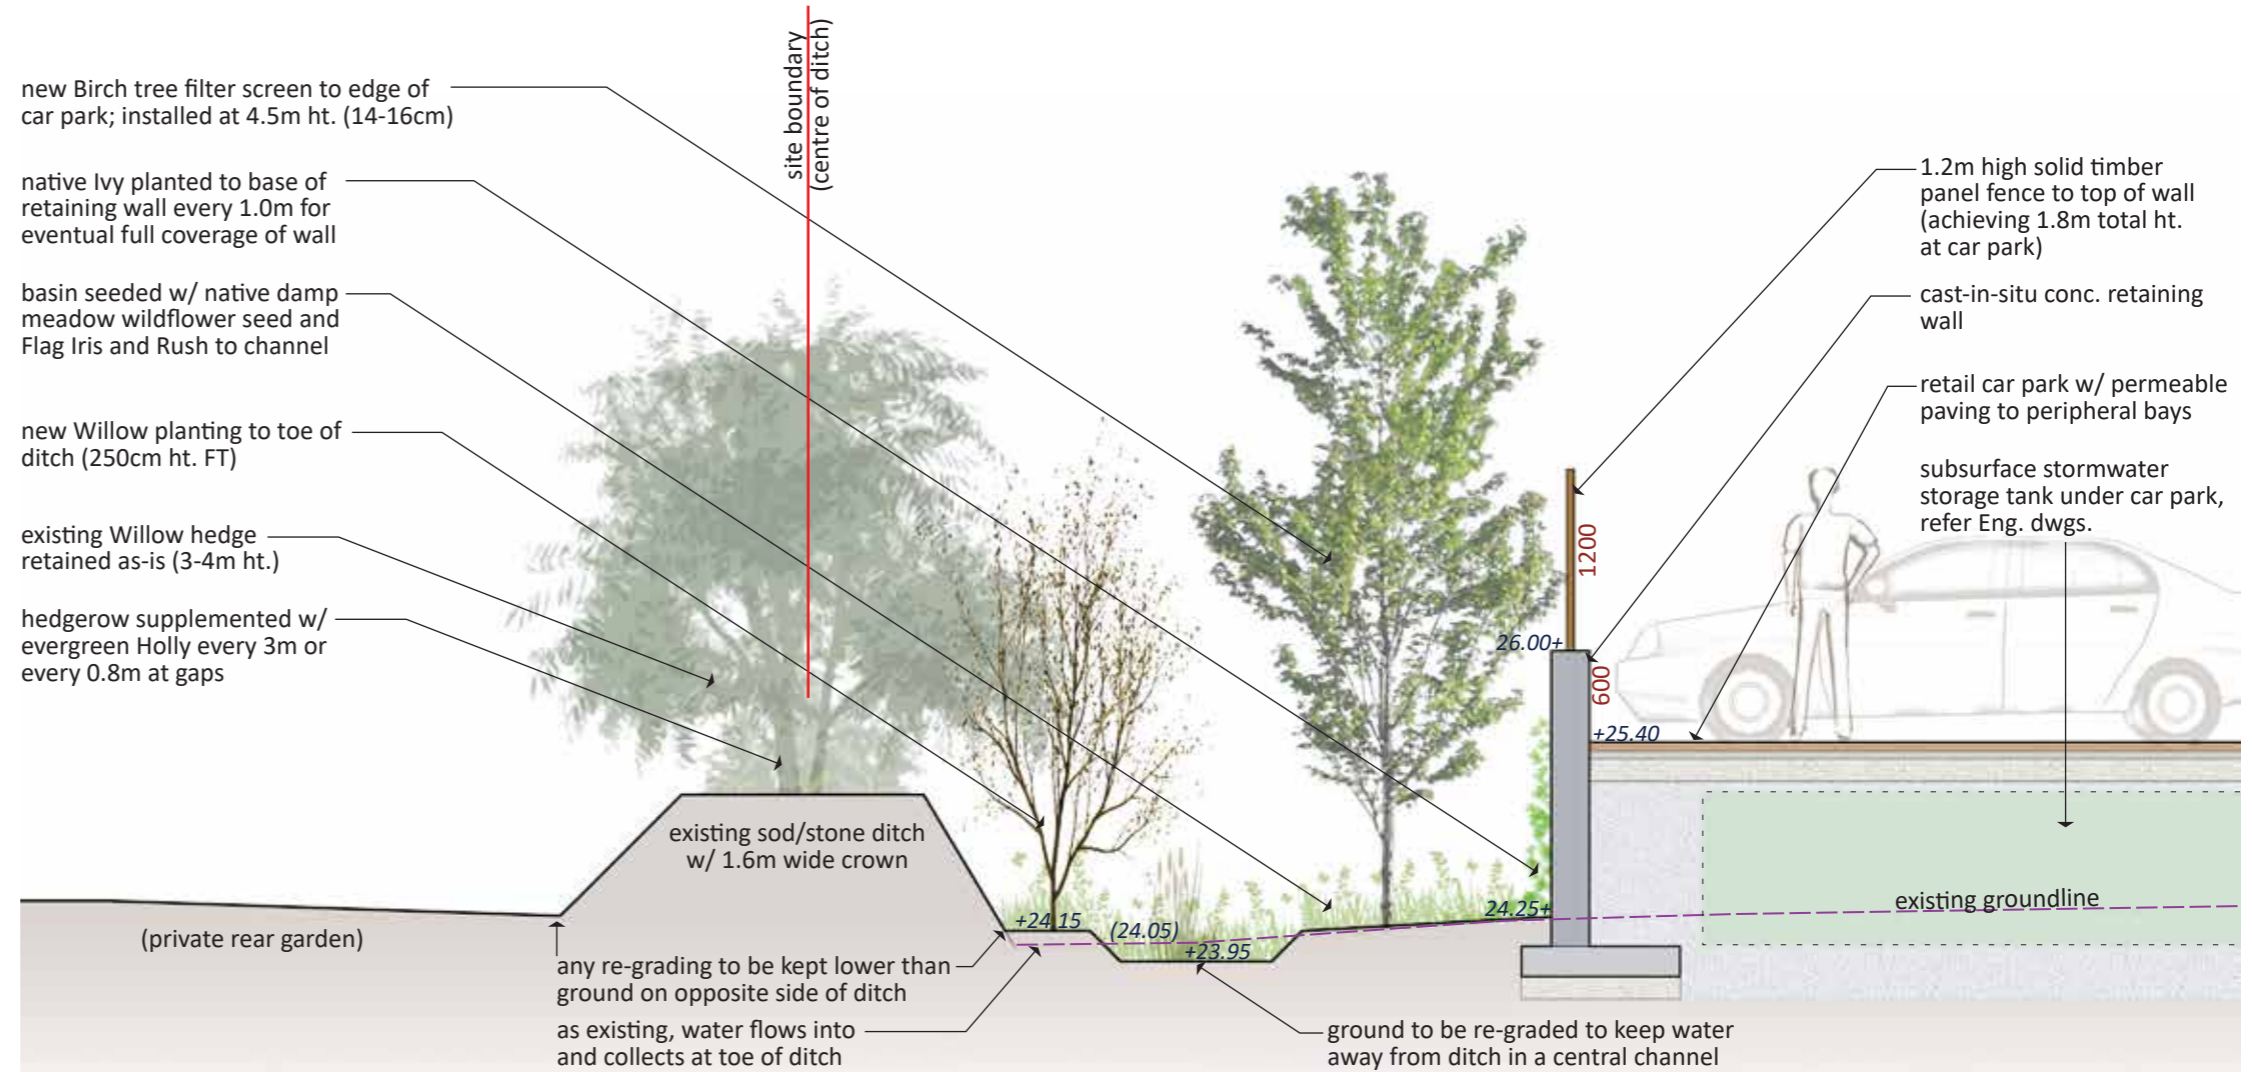 new Birch tree filter screen to edge of
car park; installed at 4.5m ht. (14-16cm)
native Ivy planted to base of
retaining wall every 1.0m for
eventual full coverage of wall
basin seeded w/ native damp
meadow wildflower seed and
Flag Iris and Rush to channel
new Willow planting to toe of
ditch (250cm ht. FT)
existing Willow hedge
retained as-is (3-4m ht.)
hedgerow supplemented w/
evergreen Holly every 3m or
every 0.8m at gaps
site boundary
(centre of ditch)
1.2m high solid timber
panel fence to top of wall
(achieving 1.8m total ht.
at car park)
cast-in-situ conc. retaining
wall
retail car park w/ permeable
paving to peripheral bays
subsurface stormwater
storage tank under car park,
refer Eng. dwgs.
1200
26.00+
600
+25.40
existing sod/stone ditch
w/ 1.6m wide crown
existing groundline
24.25+
+24.15
(24.05)
+23.95
(private rear garden)
any re-grading to be kept lower than
ground on opposite side of ditch
as existing, water flows into
and collects at toe of ditch
ground to be re-graded to keep water
away from ditch in a central channel